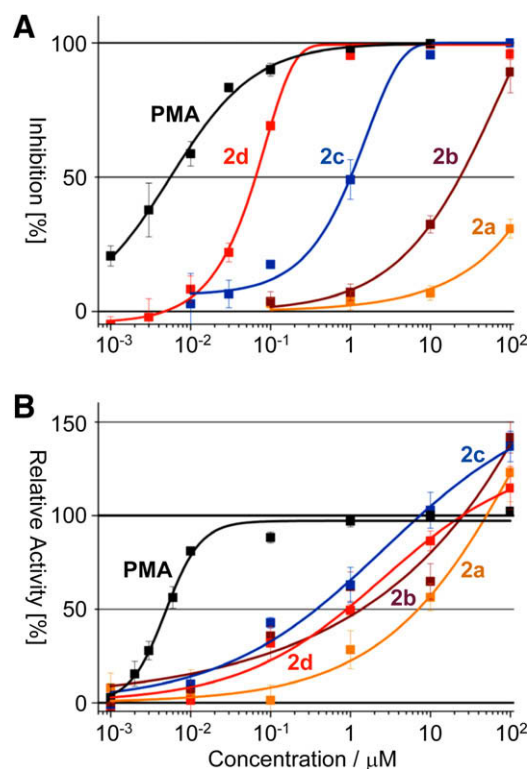 A
Inhibition [%]
100
50
0
PMA
2d
2c
2b
2a
10⁻³
10⁻²
10⁻¹
1
10
10²
B
Relative Activity [%]
150
100
50
0
PMA
2c
2b
2a
2d
10⁻³
10⁻²
10⁻¹
1
10
10²
Concentration / µM